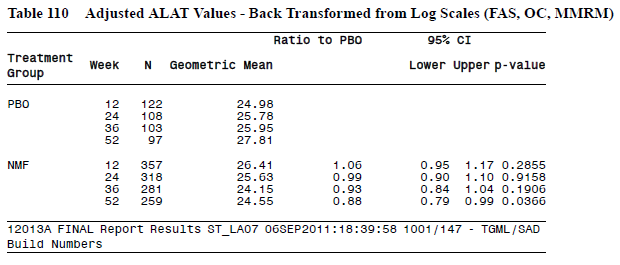 Table 110 Adjusted ALAT Values - Back Transformed from Log Scales (FAS, OC, MMRM)
Ratio to PBO 95% CI
Treatment Group Week N Geometric Mean Lower Upper p-value
PBO 12 122 24.98
24 108 25.78
36 103 25.95
52 97 27.81
NMF 12 357 26.41 1.06 0.95 1.17 0.2855
24 318 25.63 0.99 0.90 1.10 0.9158
36 281 24.15 0.93 0.84 1.04 0.1906
52 259 24.55 0.88 0.79 0.99 0.0366
12013A FINAL Report Results ST_LA07 06SEP2011:18:39:58 1001/147 - TGML/SAD
Build Numbers